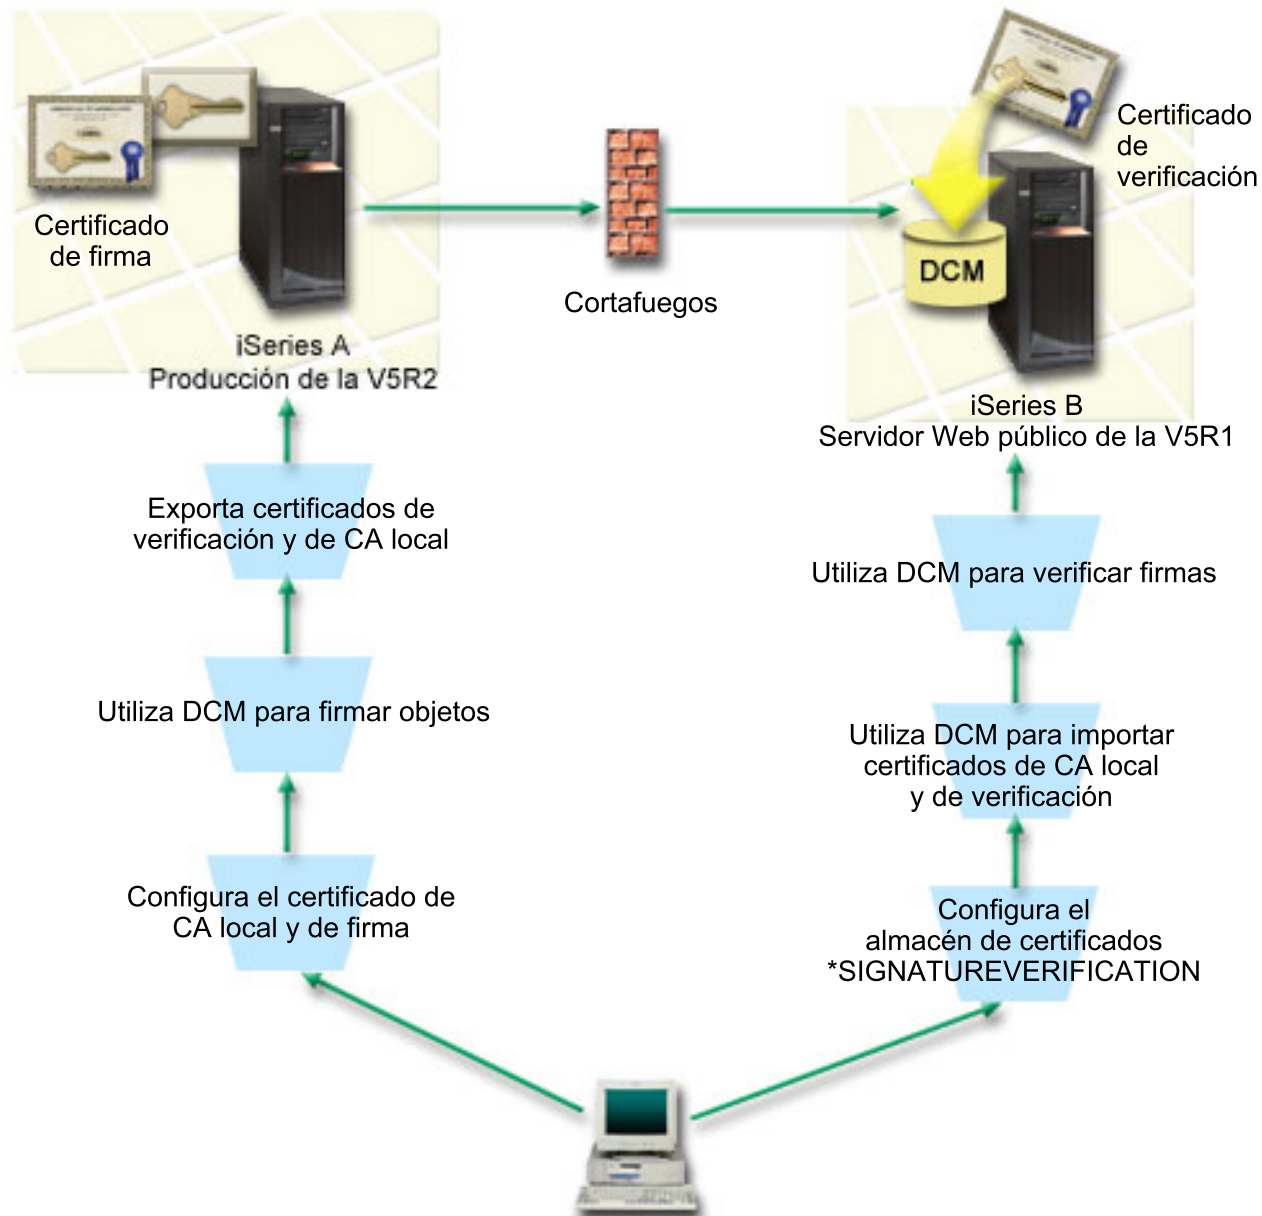 Certificado
de firma
iSeries A
Producción de la V5R2
Cortafuegos
Certificado
de
verificación
DCM
iSeries B
Servidor Web público de la V5R1
Exporta certificados de
verificación y de CA local
Utiliza DCM para firmar objetos
Configura el certificado de
CA local y de firma
Utiliza DCM para verificar firmas
Utiliza DCM para importar
certificados de CA local
y de verificación
Configura el
almacén de certificados
*SIGNATUREVERIFICATION